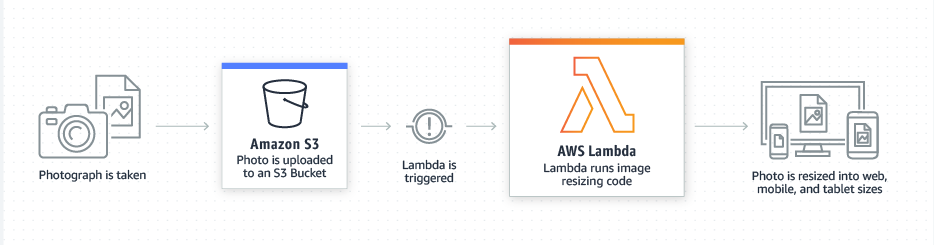 Photograph is taken
Amazon S3
Photo is uploaded
to an S3 Bucket
Lambda is
triggered
AWS Lambda
Lambda runs image
resizing code
Photo is resized into web,
mobile, and tablet sizes